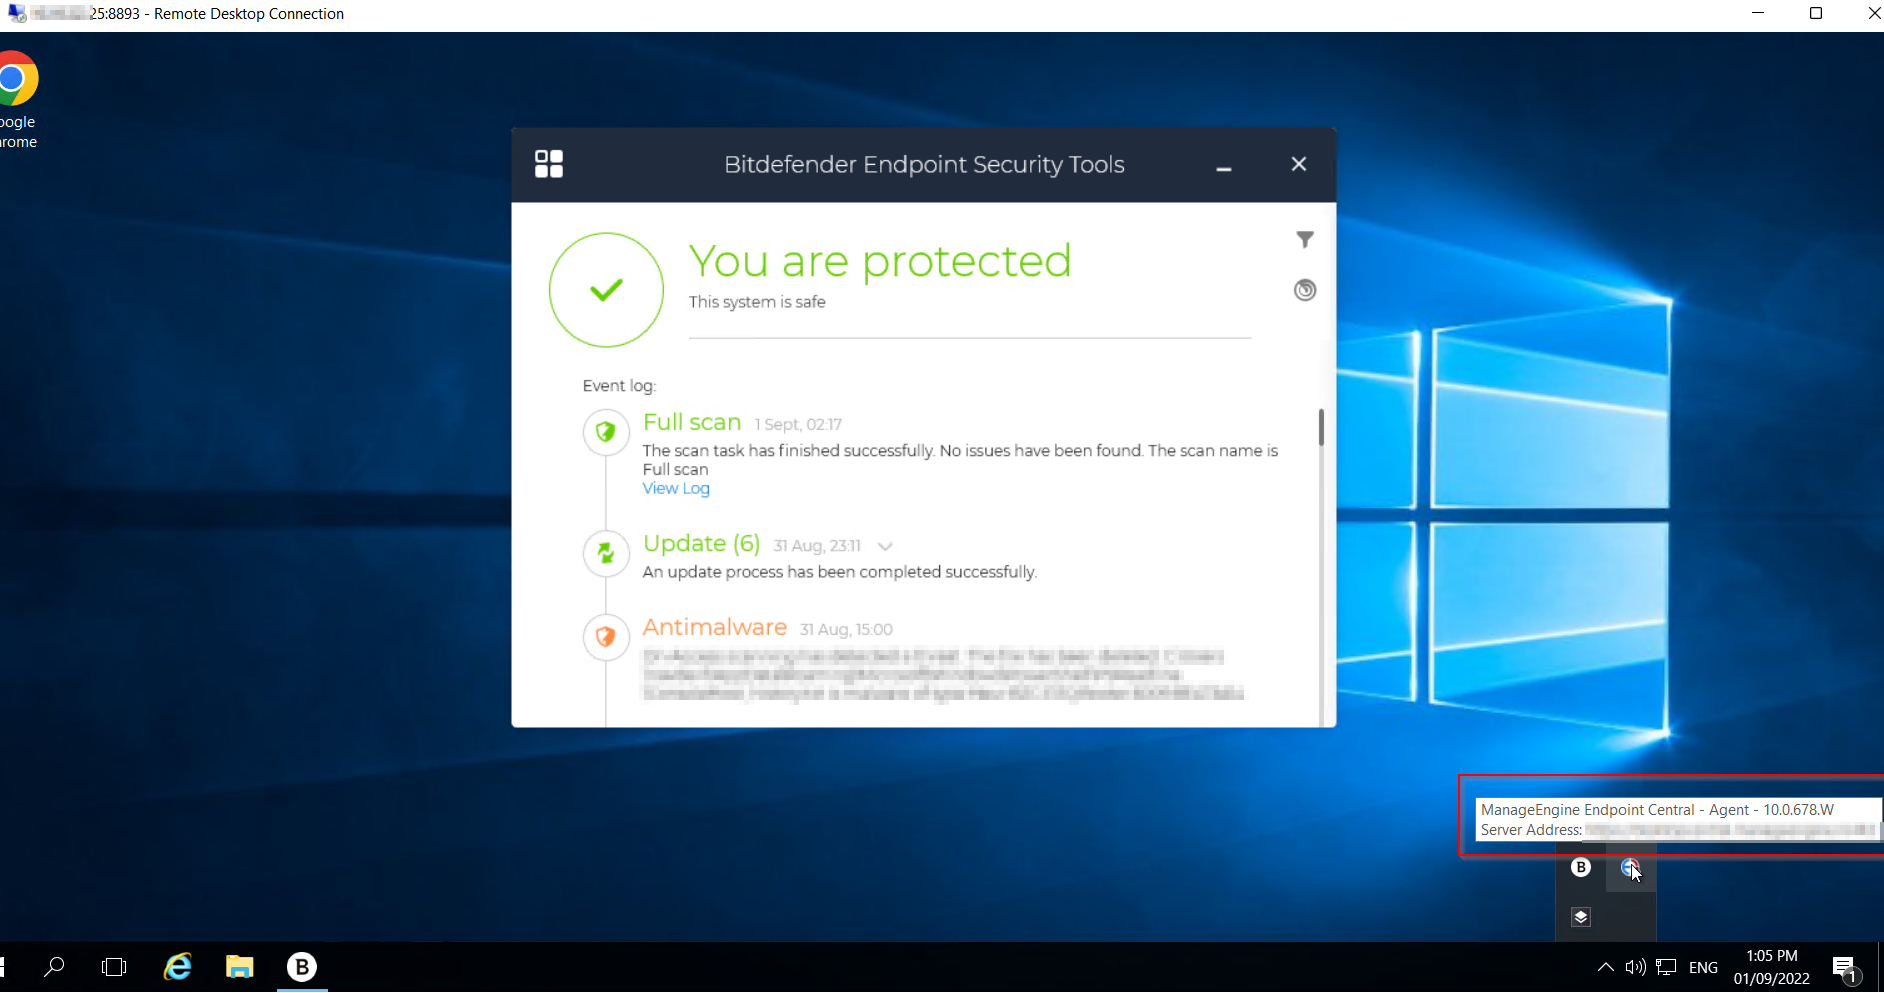 25:8893 - Remote Desktop Connection
oogle
rome
Bitdefender Endpoint Security Tools
You are protected
This system is safe
Event log:
Full scan 1 Sept, 02:17
The scan task has finished successfully. No issues have been found. The scan name is
Full scan
View Log
Update (6) 31 Aug, 23:11
An update process has been completed successfully.
Antimalware 31 Aug, 15:00
ManageEngine Endpoint Central - Agent - 10.0.678.W
Server Address:
B
B
ENG
1:05 PM
01/09/2022
1